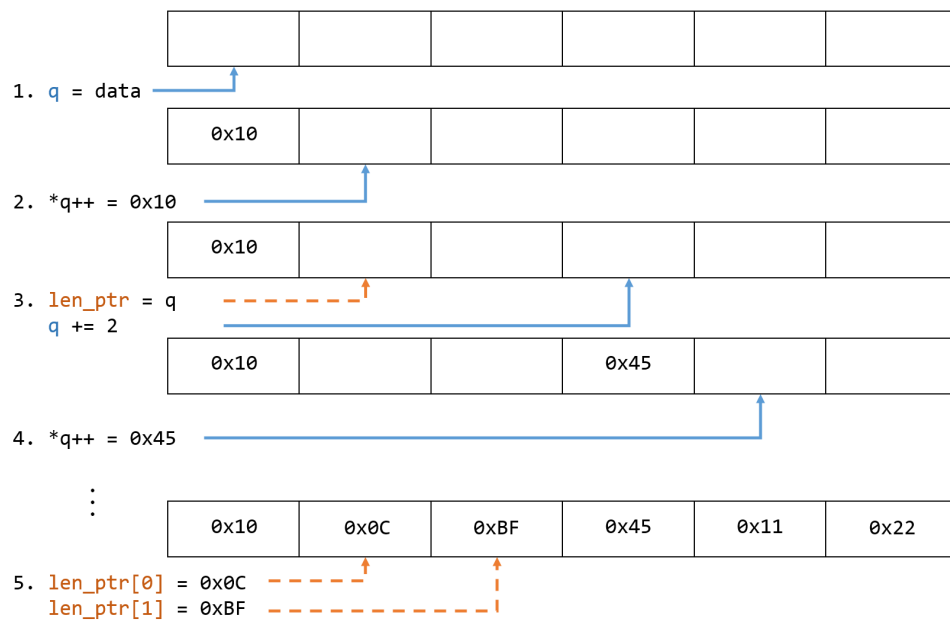 1. q = data
0x10
2. *q++ = 0x10
0x10
3. len_ptr = q
q += 2
0x10 0x45
4. *q++ = 0x45
⋮
0x10 0x0C 0xBF 0x45 0x11 0x22
5. len_ptr[0] = 0x0C
len_ptr[1] = 0xBF